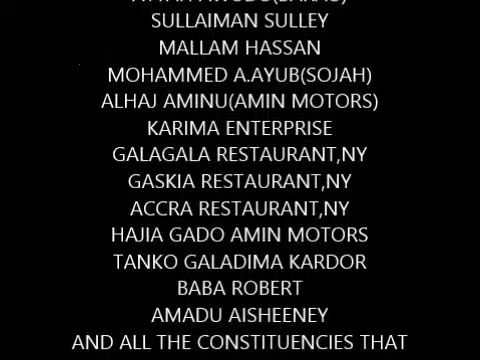 SULLAIMAN SULLEY
MALLAM HASSAN
MOHAMMED A.AYUB(SOJAH)
ALHAJ AMINU(AMIN MOTORS)
KARIMA ENTERPRISE
GALAGALA RESTAURANT,NY
GASKIA RESTAURANT,NY
ACCRA RESTAURANT,NY
HAJIA GADO AMIN MOTORS
TANKO GALADIMA KARDOR
BABA ROBERT
AMADU AISHEENEY
AND ALL THE CONSTITUENCIES THAT